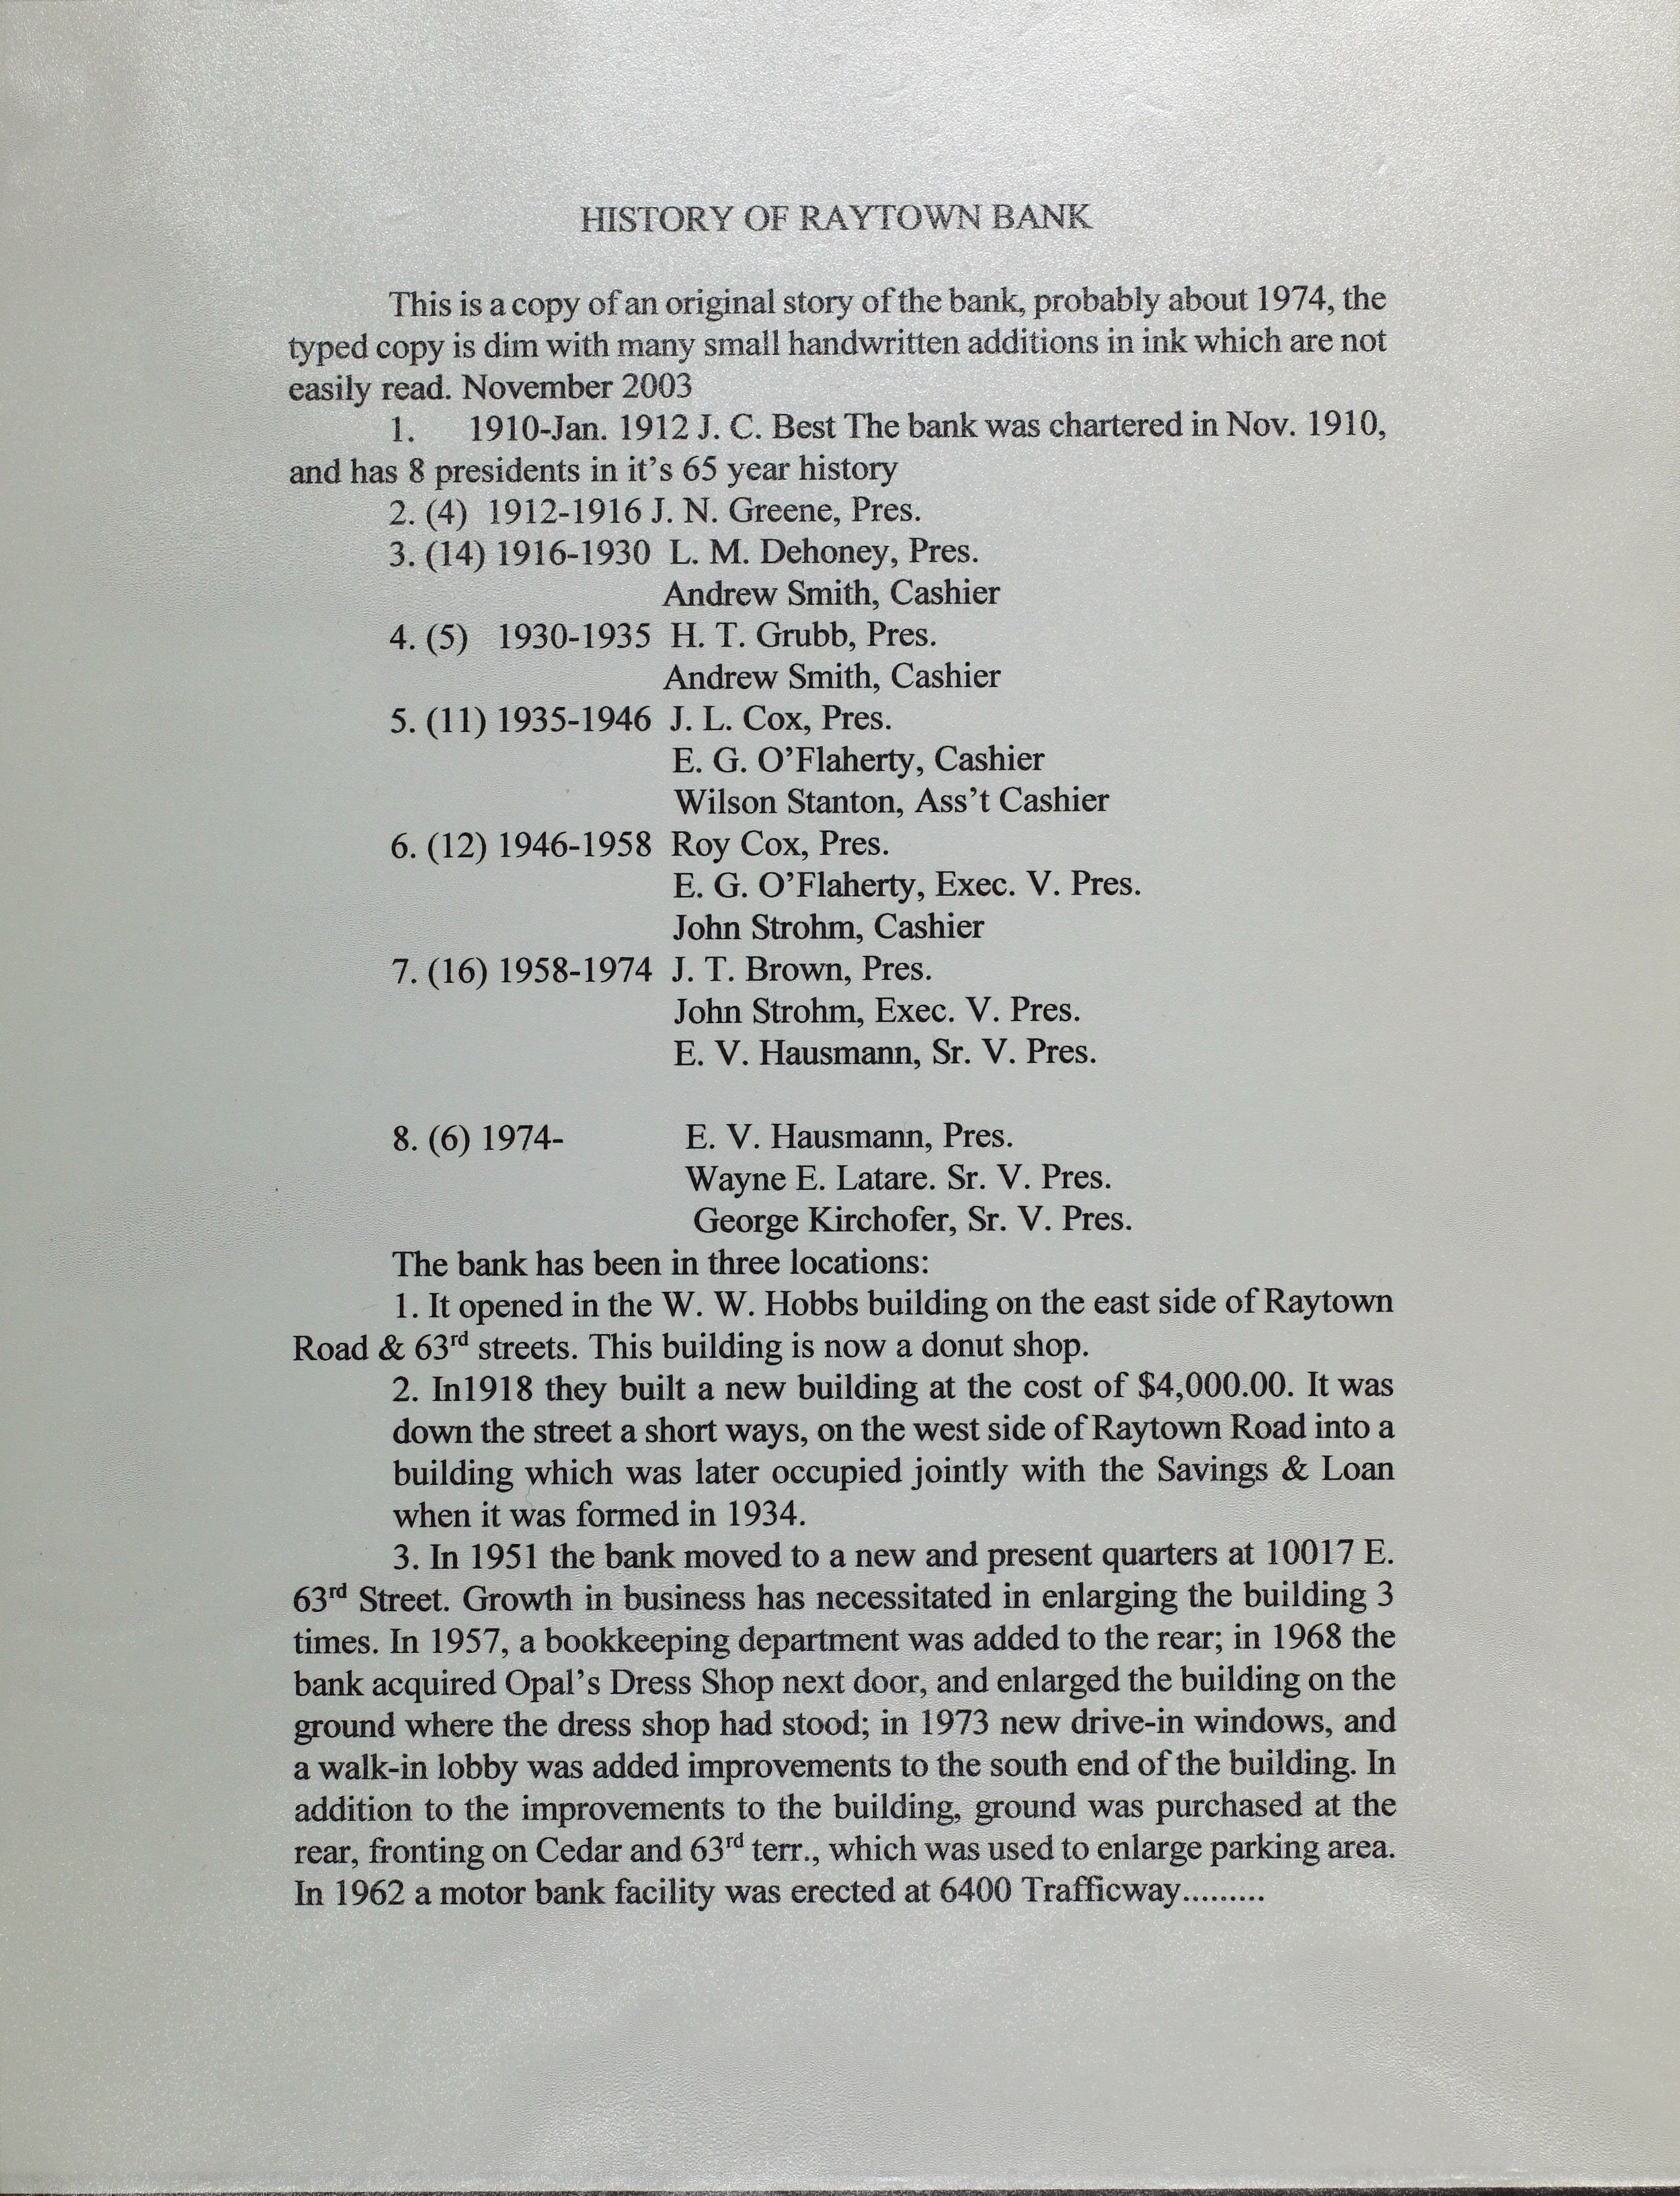 HISTORY OF RAYTOWN BANK
This is a copy of an original story of the bank, probably about 1974, the
typed copy is dim with many small handwritten additions in ink which are not
easily read. November 2003
1. 1910-Jan. 1912 J. C. Best The bank was chartered in Nov. 1910,
and has 8 presidents in it's 65 year history
2. (4) 1912-1916 J. N. Greene, Pres.
3. (14) 1916-1930 L. M. Dehoney, Pres.
Andrew Smith, Cashier
4. (5) 1930-1935 H. T. Grubb, Pres.
Andrew Smith, Cashier
5. (11) 1935-1946 J. L. Cox, Pres.
E. G. O'Flaherty, Cashier
Wilson Stanton, Ass't Cashier
6. (12) 1946-1958 Roy Cox, Pres.
E. G. O'Flaherty, Exec. V. Pres.
John Strohm, Cashier
7. (16) 1958-1974 J. T. Brown, Pres.
John Strohm, Exec. V. Pres.
E. V. Hausmann, Sr. V. Pres.
8. (6) 1974- E. V. Hausmann, Pres.
Wayne E. Latare. Sr. V. Pres.
George Kirchofer, Sr. V. Pres.
The bank has been in three locations:
1. It opened in the W. W. Hobbs building on the east side of Raytown
Road & 63rd streets. This building is now a donut shop.
2. In1918 they built a new building at the cost of $4,000.00. It was
down the street a short ways, on the west side of Raytown Road into a
building which was later occupied jointly with the Savings & Loan
when it was formed in 1934.
3. In 1951 the bank moved to a new and present quarters at 10017 E.
63rd Street. Growth in business has necessitated in enlarging the building 3
times. In 1957, a bookkeeping department was added to the rear; in 1968 the
bank acquired Opal's Dress Shop next door, and enlarged the building on the
ground where the dress shop had stood; in 1973 new drive-in windows, and
a walk-in lobby was added improvements to the south end of the building. In
addition to the improvements to the building, ground was purchased at the
rear, fronting on Cedar and 63rd terr., which was used to enlarge parking area.
In 1962 a motor bank facility was erected at 6400 Trafficway.........